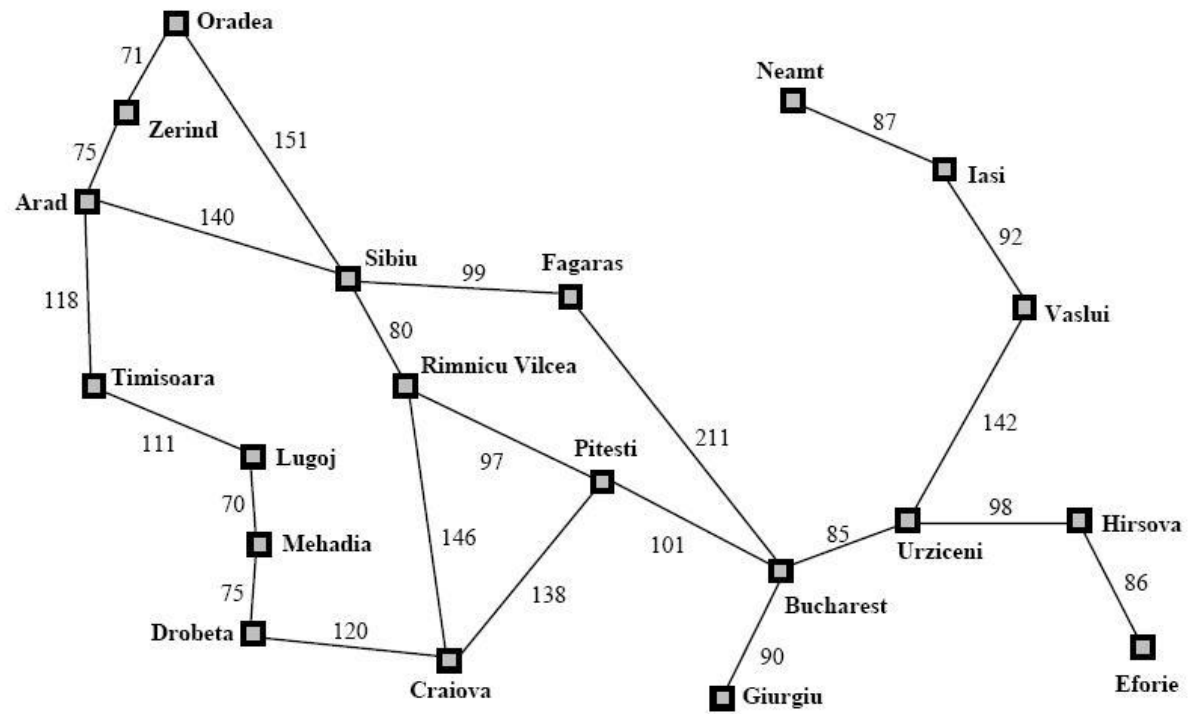 Oradea
71
Neamt
87
Zerind
151
75
Iasi
Arad
140
92
Sibiu
99
Fagaras
118
80
Vaslui
Timisoara
Rimnicu Vilcea
211
142
111
Lugoj
97
Pitesti
70
98
Hirsova
146
101
85
Urziceni
Mehadia
86
75
138
Bucharest
Drobeta
120
90
Craiova
Giurgiu
Eforie